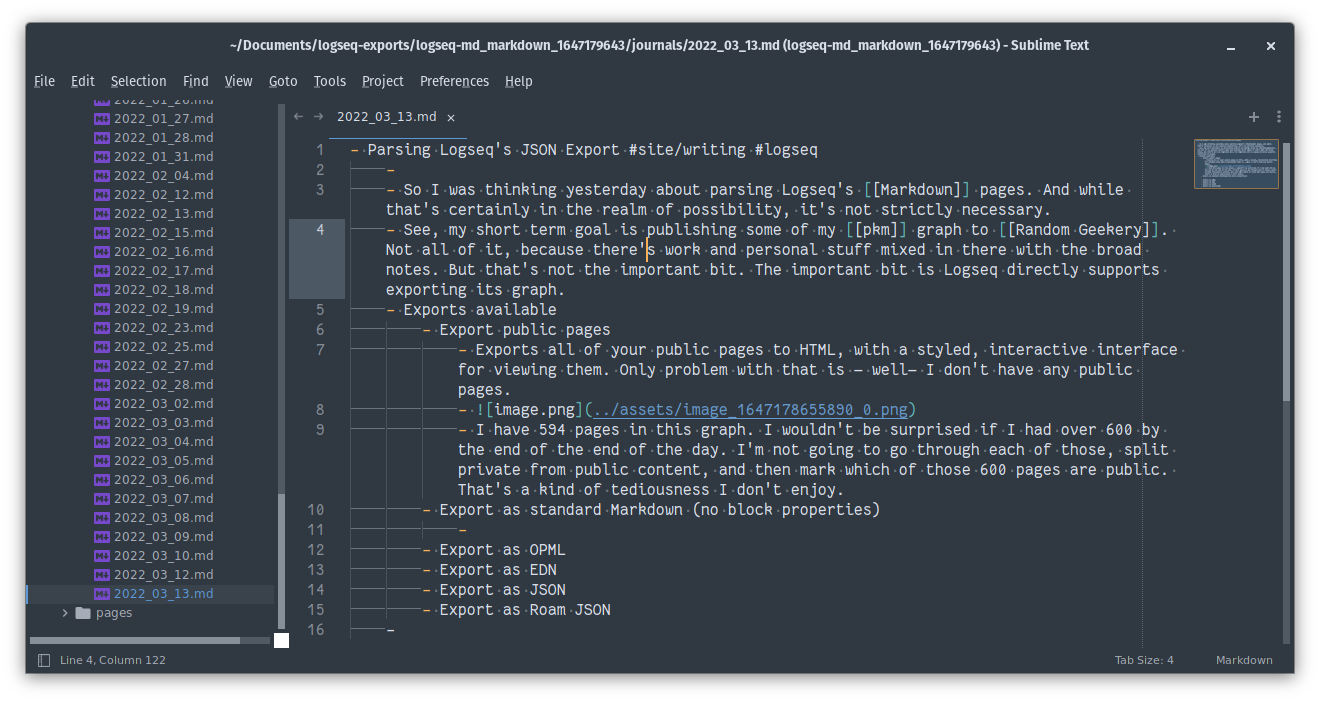 ~/Documents/logseq-exports/logseq-md_markdown_1647179643/journals/2022_03_13.md (logseq-md_markdown_1647179643) - Sublime Text
File Edit Selection Find View Goto Tools Project Preferences Help
2022_01_26.md
2022_01_27.md
2022_01_28.md
2022_01_31.md
2022_02_04.md
2022_02_12.md
2022_02_13.md
2022_02_15.md
2022_02_16.md
2022_02_17.md
2022_02_18.md
2022_02_19.md
2022_02_23.md
2022_02_25.md
2022_02_27.md
2022_02_28.md
2022_03_02.md
2022_03_03.md
2022_03_04.md
2022_03_05.md
2022_03_06.md
2022_03_07.md
2022_03_08.md
2022_03_09.md
2022_03_10.md
2022_03_12.md
2022_03_13.md
pages
2022_03_13.md ×
1 - Parsing Logseq's JSON Export #site/writing #logseq
2 -
3 - So I was thinking yesterday about parsing Logseq's [[Markdown]] pages. And while
that's certainly in the realm of possibility, it's not strictly necessary.
4 - See, my short term goal is publishing some of my [[pkm]] graph to [[Random Geekery]].
Not all of it, because there's work and personal stuff mixed in there with the broad
notes. But that's not the important bit. The important bit is Logseq directly supports
exporting its graph.
5 - Exports available
6 - Export public pages
7 - Exports all of your public pages to HTML, with a styled, interactive interface
for viewing them. Only problem with that is — well— I don't have any public
pages.
8 - ![image.png](../assets/image_1647178655890_0.png)
9 - I have 594 pages in this graph. I wouldn't be surprised if I had over 600 by
the end of the end of the day. I'm not going to go through each of those, split
private from public content, and then mark which of those 600 pages are public.
That's a kind of tediousness I don't enjoy.
10 - Export as standard Markdown (no block properties)
11 -
12 - Export as OPML
13 - Export as EDN
14 - Export as JSON
15 - Export as Roam JSON
16 -
Line 4, Column 122
Tab Size: 4
Markdown